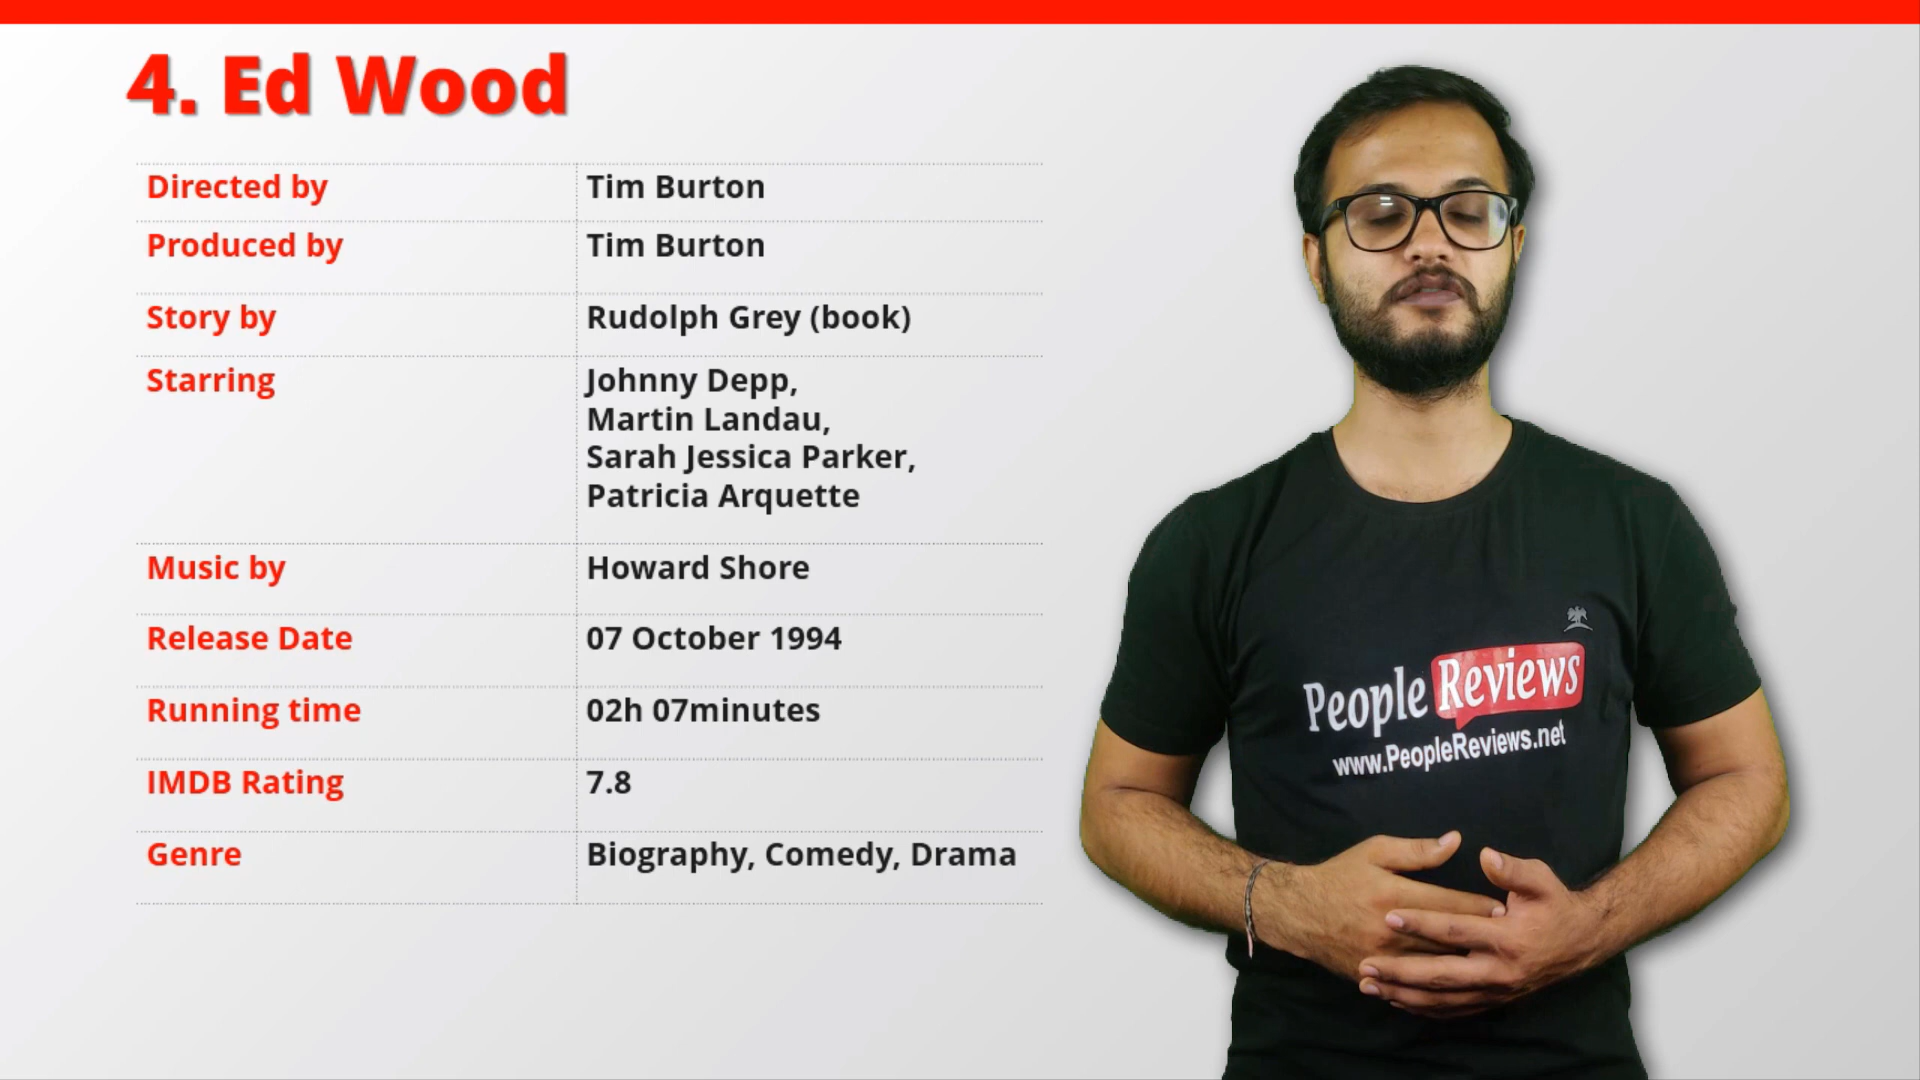 4. Ed Wood
Directed by Tim Burton
Produced by Tim Burton
Story by Rudolph Grey (book)
Starring Johnny Depp,
Martin Landau,
Sarah Jessica Parker,
Patricia Arquette
Music by Howard Shore
Release Date 07 October 1994
Running time 02h 07minutes
IMDB Rating 7.8
Genre Biography, Comedy, Drama
People Reviews
www.PeopleReviews.net